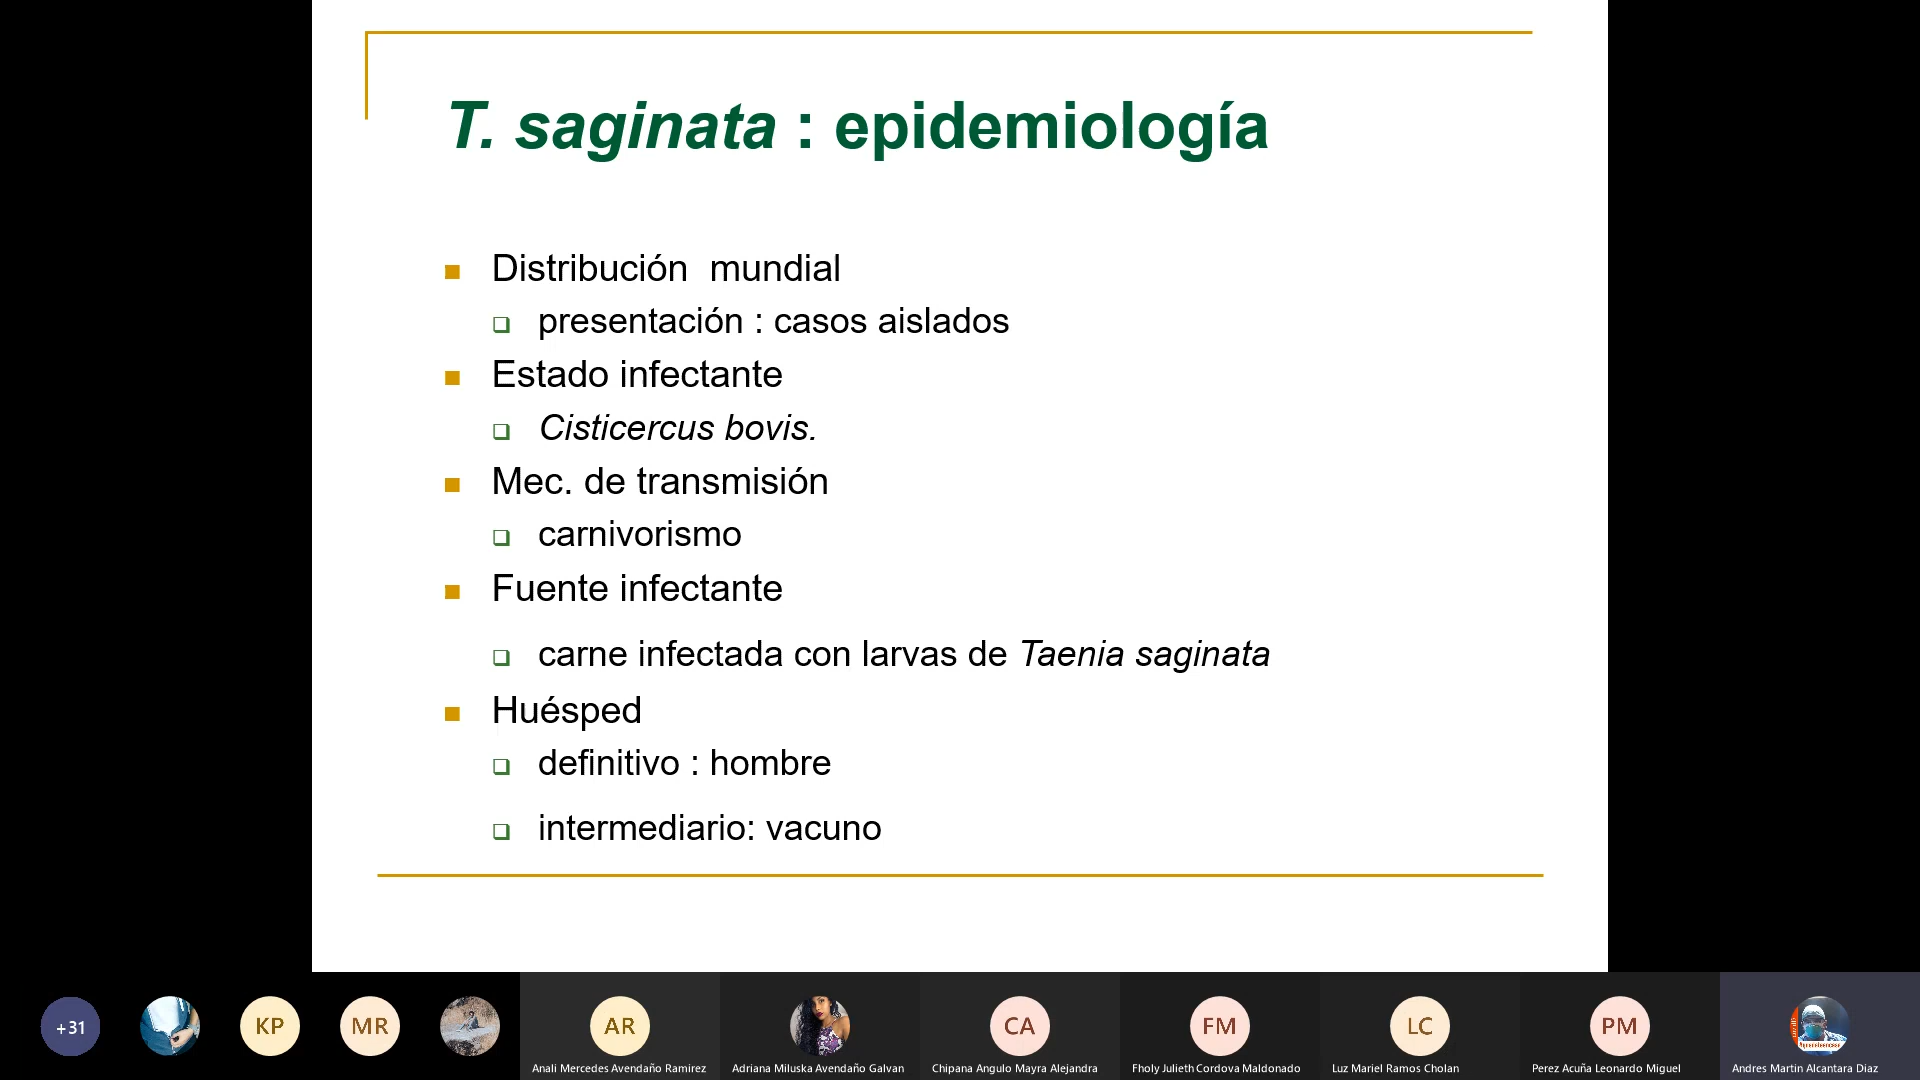 T. saginata : epidemiología
Distribución mundial
presentación : casos aislados
Estado infectante
Cisticercus bovis.
Mec. de transmisión
carnivorismo
Fuente infectante
carne infectada con larvas de Taenia saginata
Huésped
definitivo : hombre
intermediario: vacuno
+31
KP
MR
AR
CA
FM
LC
PM
Anali Mercedes Avendaño Ramirez
Adriana Miluska Avendaño Galvan
Chipana Angulo Mayra Alejandra
Fholy Julieth Cordova Maldonado
Luz Mariel Ramos Cholan
Perez Acuña Leonardo Miguel
Andres Martin Alcantara Diaz